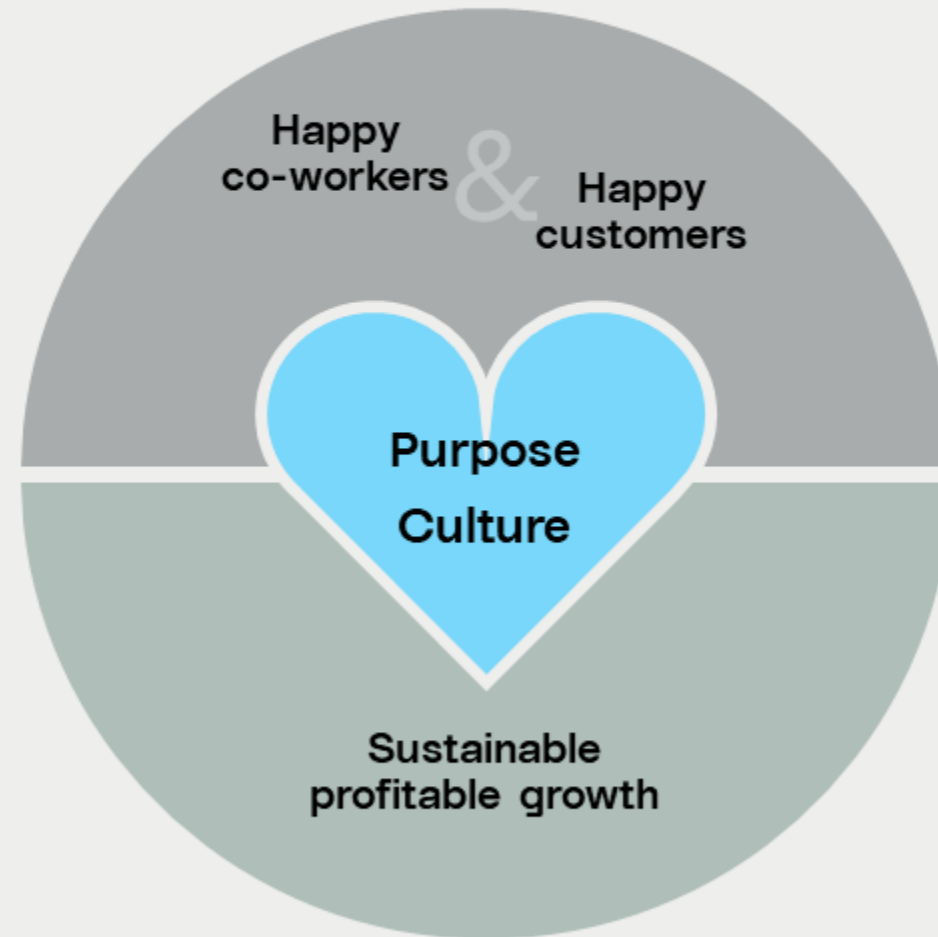 Happy
co-workers
&
Happy
customers
Purpose
Culture
Sustainable
profitable growth